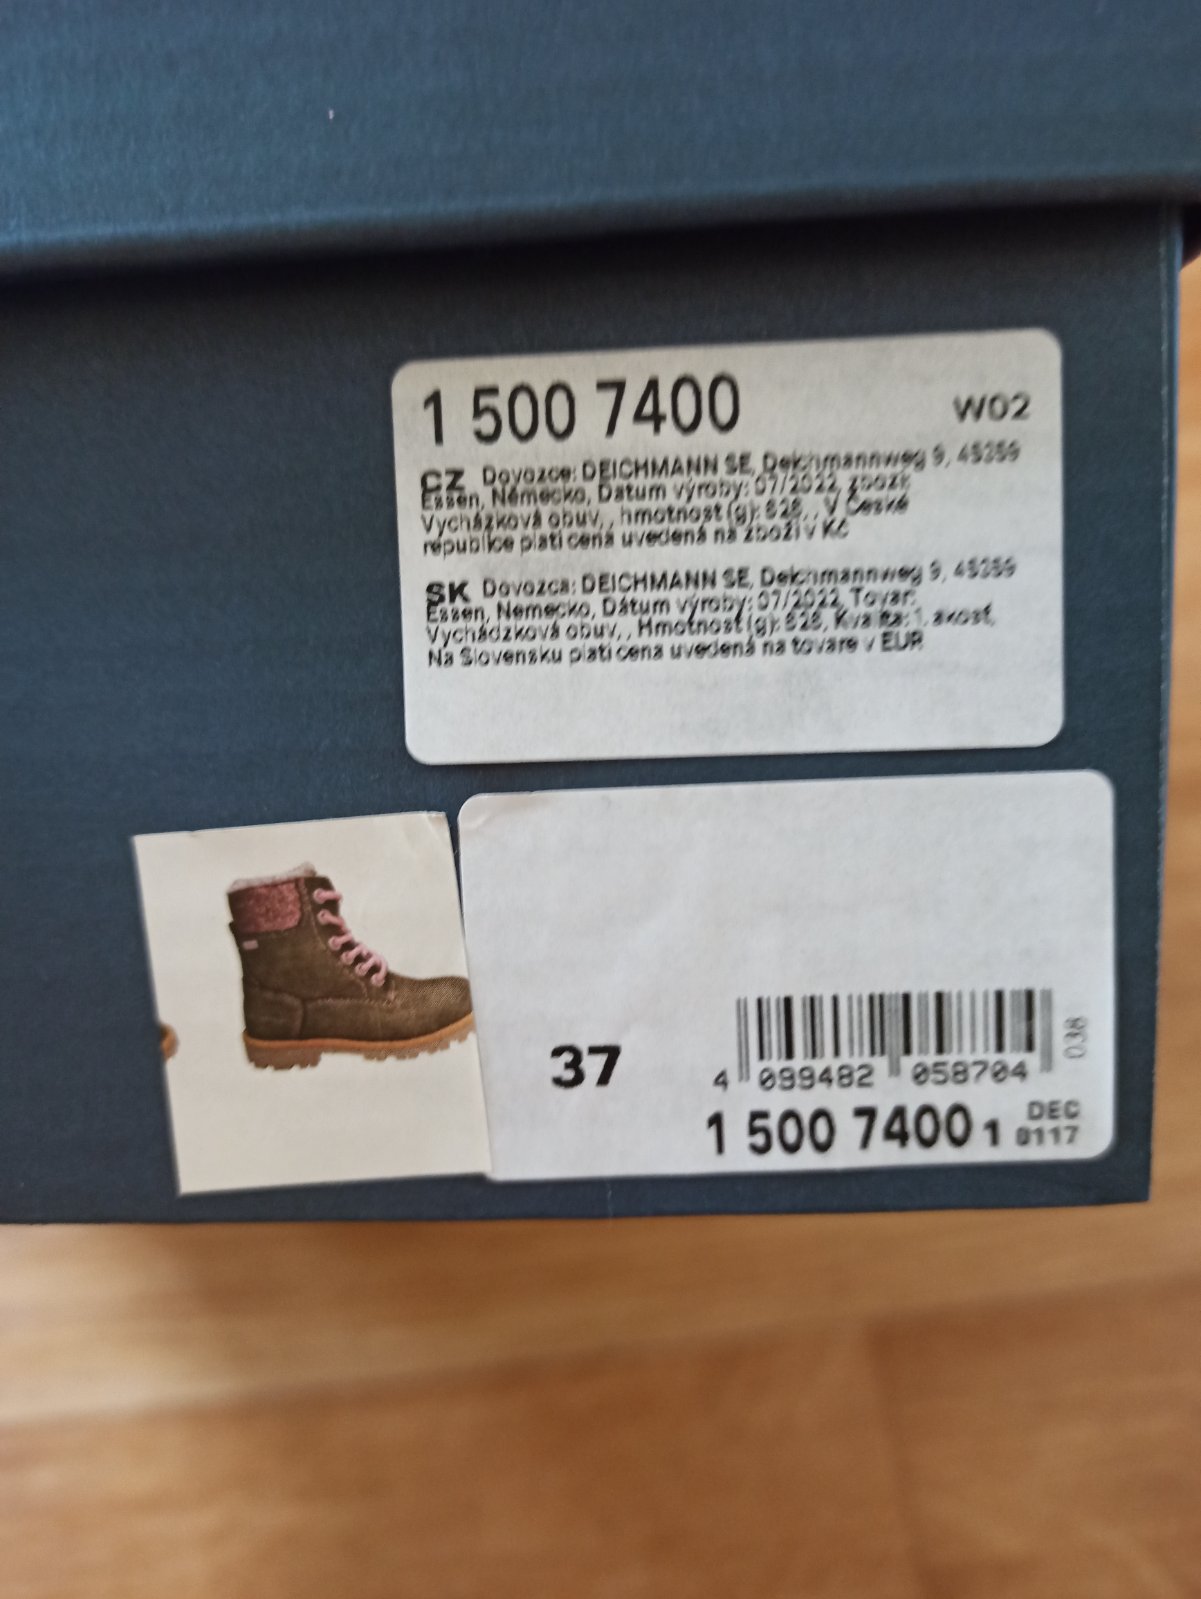 1 500 7400
W02
CZ Dovozce: DEICHMANN SE, Deichmannweg 9, 45359
Essen, Německo, Datum výroby: 07/2022, zboží:
Vycházková obuv, , hmotnost (g): 828, , V České
republice platí cena uvedená na zboží v Kč
SK Dovozca: DEICHMANN SE, Deichmannweg 9, 45359
Essen, Nemecko, Dátum výroby: 07/2022, Tovar:
Vychádzková obuv, , Hmotnosť (g): 828, Kvalita: 1. akosť,
Na Slovensku platí cena uvedená na tovare v EUR
37
4 099482 058704
038
1 500 7400 1
DEC
0117